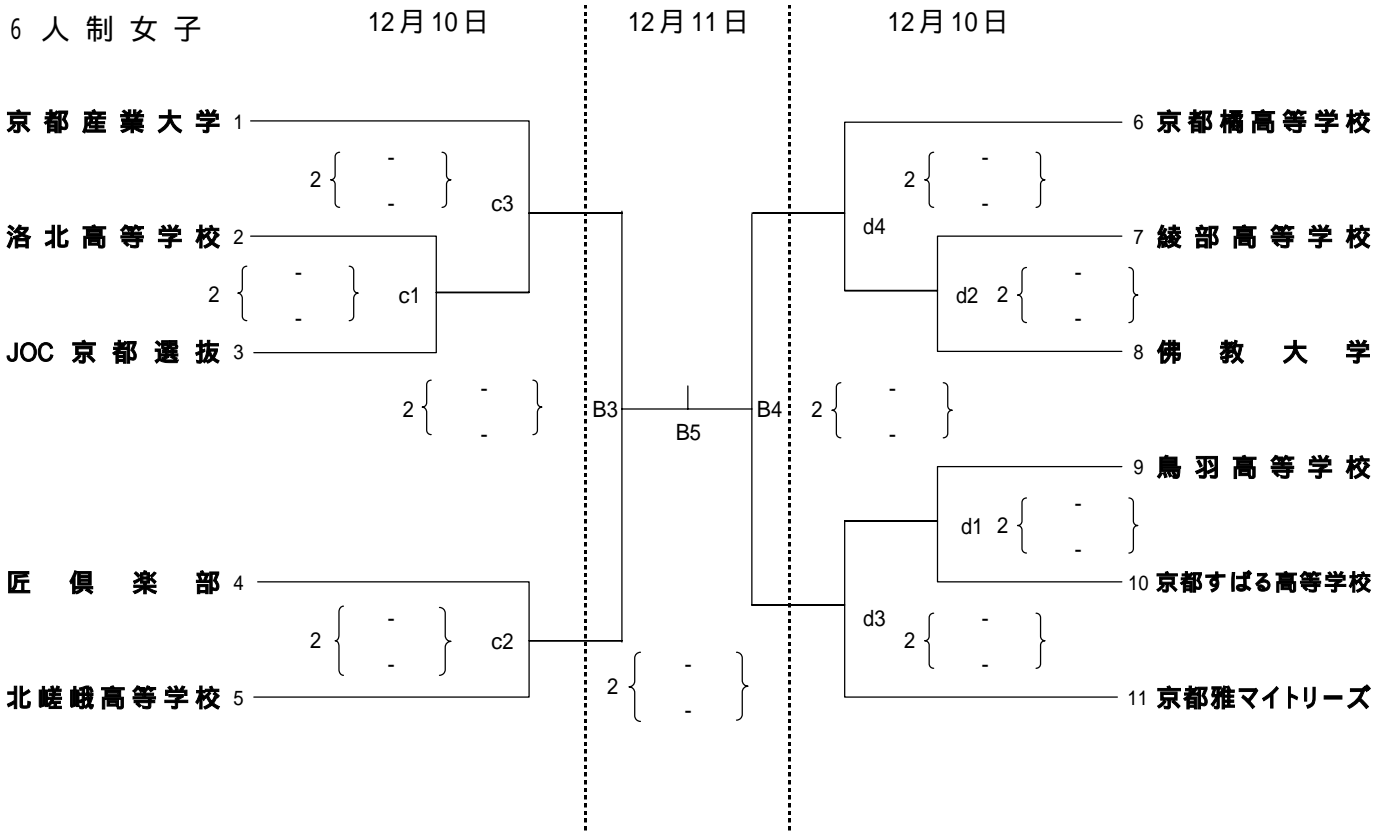 6 人 制 女 子 12月10日 12月11日 12月10日
京都産業大学 1
6 京都橘高等学校
2 { - - }
c3
2 { - - }
d4
洛北高等学校 2
7 綾部高等学校
2 { - - }
c1
d2 2 { - - }
JOC 京都選抜 3
8 佛教大学
2 { - - }
B3
B5
B4
2 { - - }
9 鳥羽高等学校
d1 2 { - - }
匠倶楽部 4
10 京都すばる高等学校
2 { - - }
c2
d3
2 { - - }
2 { - - }
北嵯峨高等学校 5
11 京都雅マイトリーズ